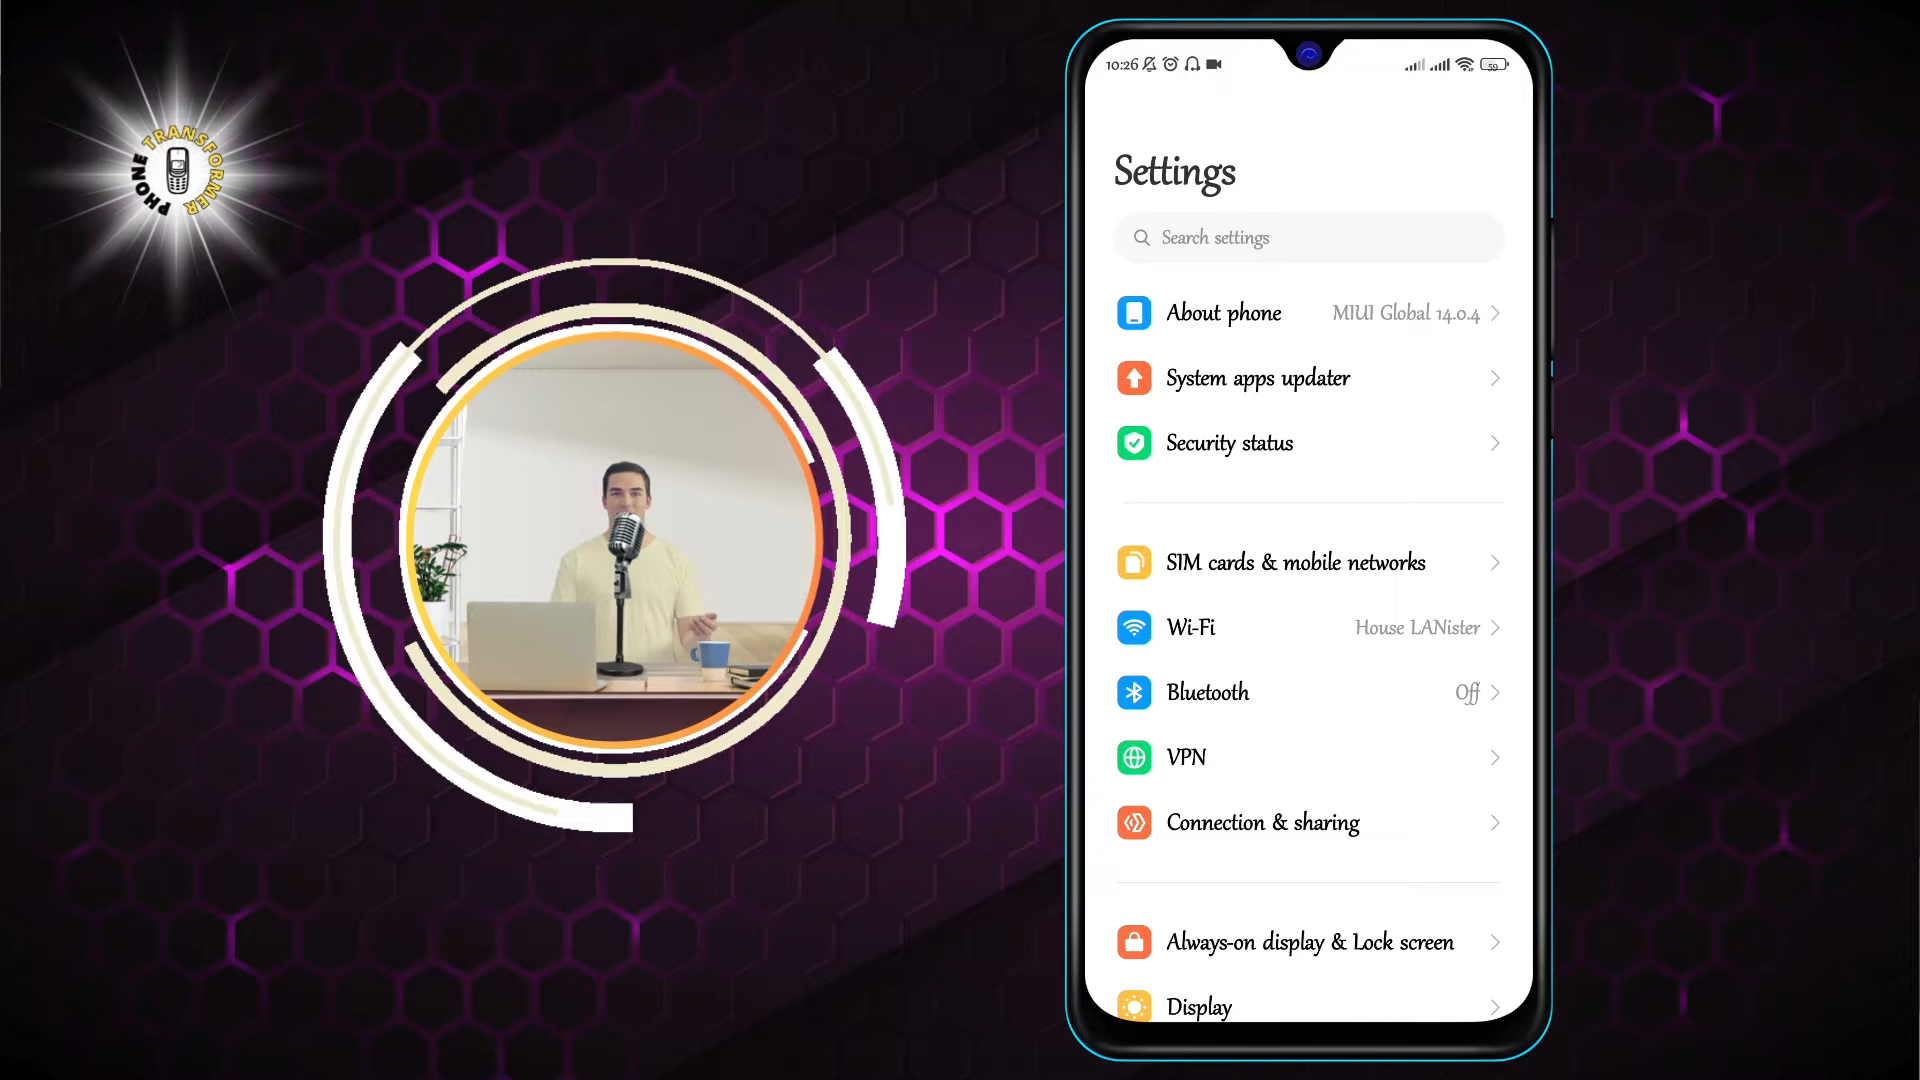 PHONE TRANSFORMER
10:26
59
Settings
Search settings
About phone MIUI Global 14.0.4
System apps updater
Security status
SIM cards & mobile networks
Wi-Fi House LANister
Bluetooth Off
VPN
Connection & sharing
Always-on display & Lock screen
Display